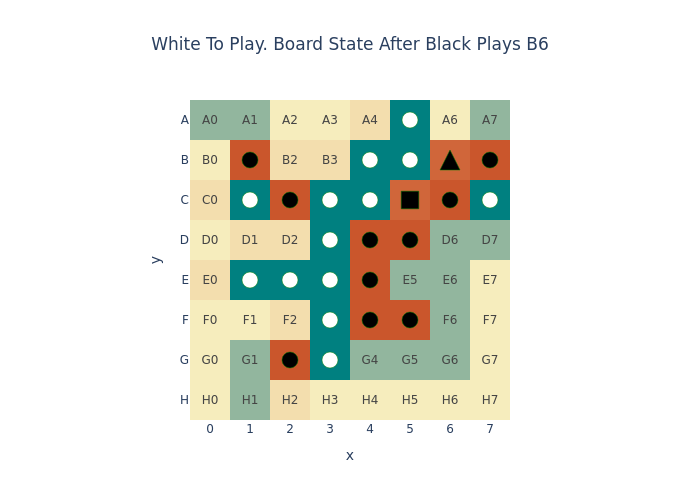 White To Play. Board State After Black Plays B6
A A0 A1 A2 A3 A4 A6 A7
B B0 B2 B3
C C0
D D0 D1 D2 D6 D7
E E0 E5 E6 E7
F F0 F1 F2 F6 F7
G G0 G1 G4 G5 G6 G7
H H0 H1 H2 H3 H4 H5 H6 H7
0 1 2 3 4 5 6 7
x
y